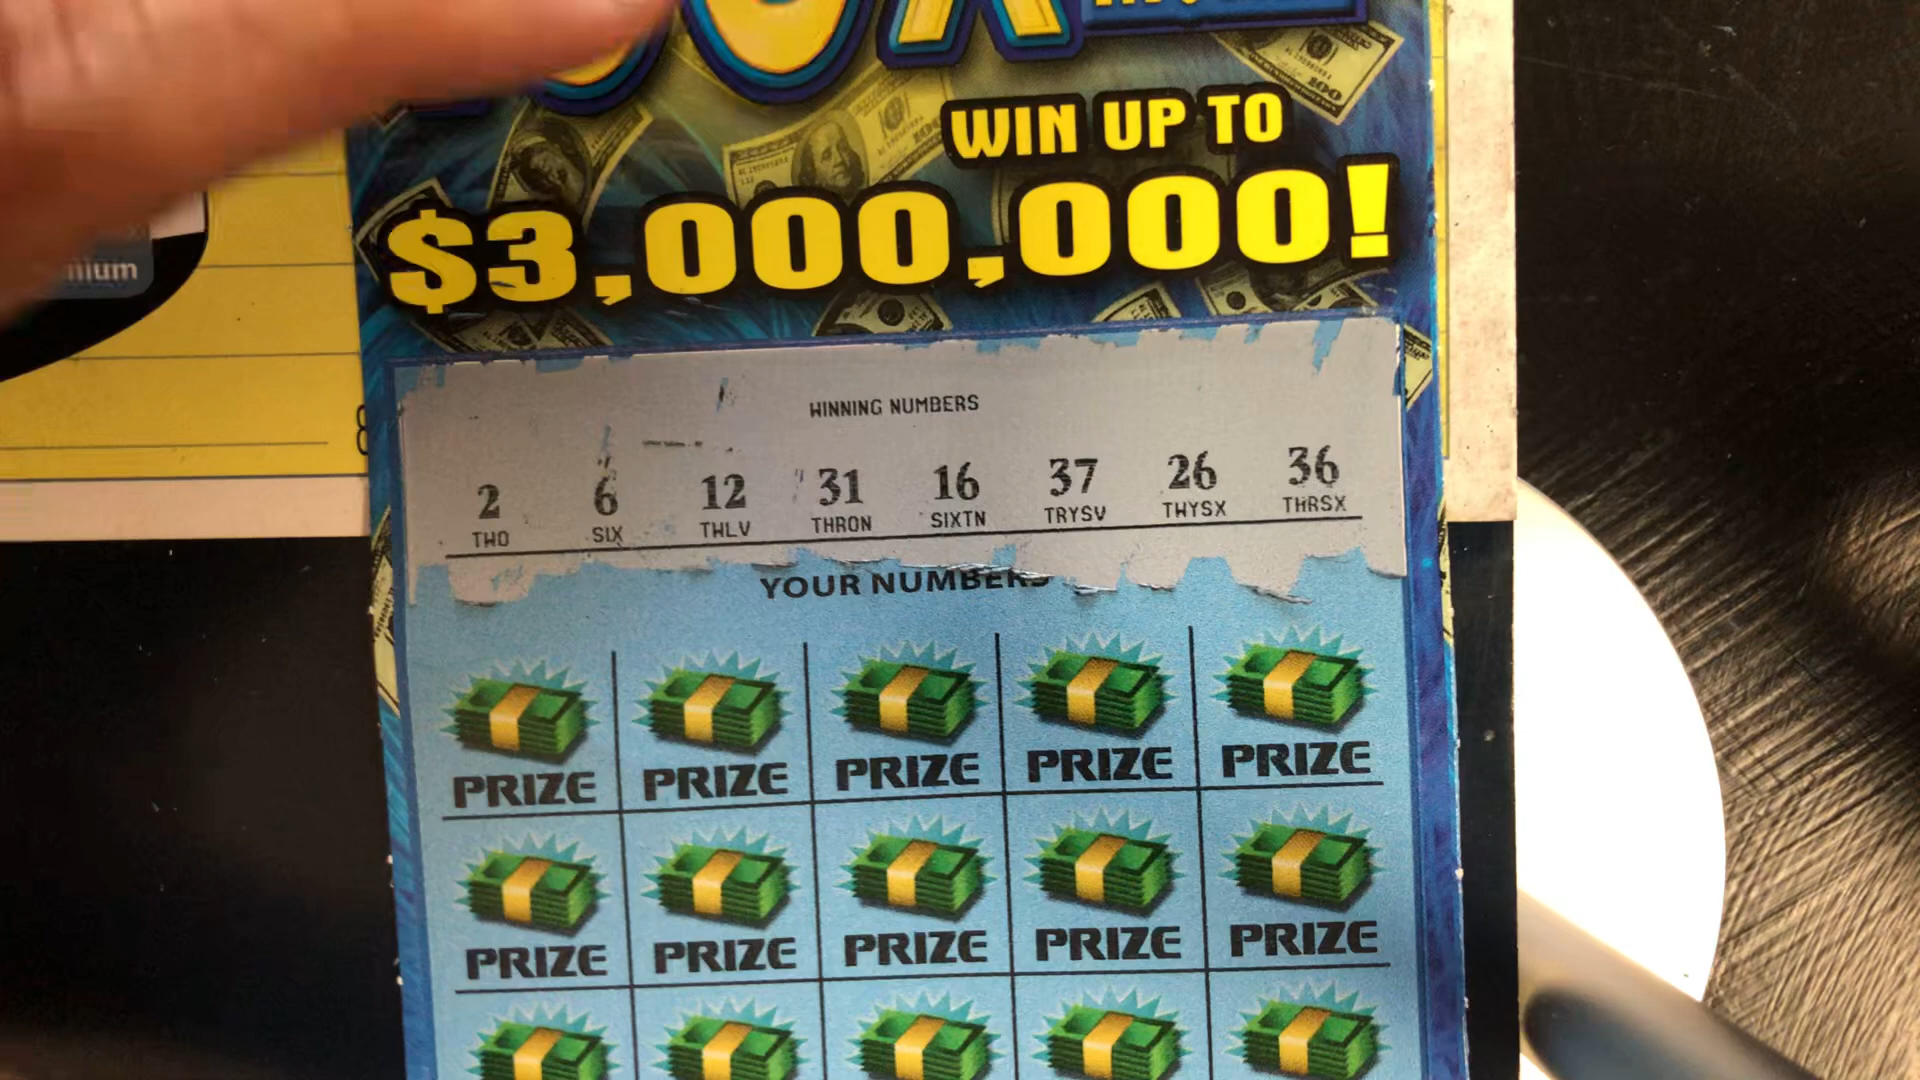 WIN UP TO
$3,000,000!
WINNING NUMBERS
2 6 12 31 16 37 26 36
TWO SIX TWLV THRON SIXTN TRYSV TWYSX THRSX
YOUR NUMBERS
PRIZE PRIZE PRIZE PRIZE PRIZE
PRIZE PRIZE PRIZE PRIZE PRIZE